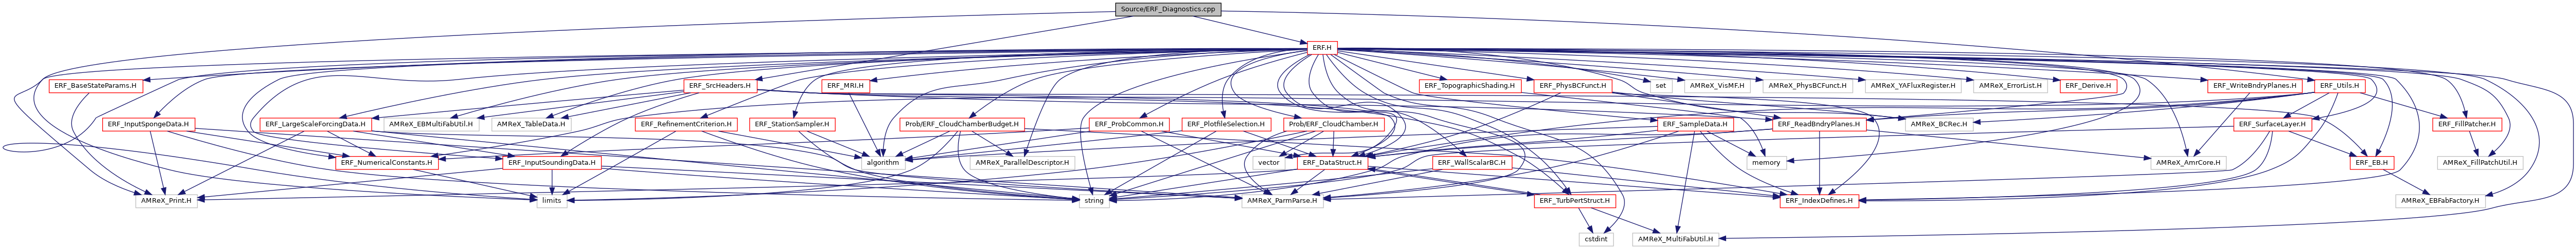 Source/ERF_Diagnostics.cpp
ERF.H
ERF_BaseStateParams.H
ERF_SrcHeaders.H
ERF_MRI.H
ERF_TopographicShading.H
ERF_PhysBCFunct.H
set
AMReX_VisMF.H
AMReX_PhysBCFunct.H
AMReX_YAFluxRegister.H
AMReX_ErrorList.H
ERF_Derive.H
ERF_WriteBndryPlanes.H
ERF_Utils.H
ERF_InputSpongeData.H
ERF_LargeScaleForcingData.H
AMReX_EBMultiFabUtil.H
AMReX_TableData.H
ERF_RefinementCriterion.H
ERF_StationSampler.H
Prob/ERF_CloudChamberBudget.H
ERF_ProbCommon.H
ERF_PlotfileSelection.H
Prob/ERF_CloudChamber.H
ERF_SampleData.H
ERF_ReadBndryPlanes.H
AMReX_BCRec.H
ERF_SurfaceLayer.H
ERF_FillPatcher.H
ERF_NumericalConstants.H
ERF_InputSoundingData.H
algorithm
AMReX_ParallelDescriptor.H
vector
ERF_DataStruct.H
ERF_WallScalarBC.H
memory
AMReX_AmrCore.H
ERF_EB.H
AMReX_FillPatchUtil.H
AMReX_Print.H
limits
string
AMReX_ParmParse.H
ERF_TurbPertStruct.H
ERF_IndexDefines.H
AMReX_EBFabFactory.H
cstdint
AMReX_MultiFabUtil.H